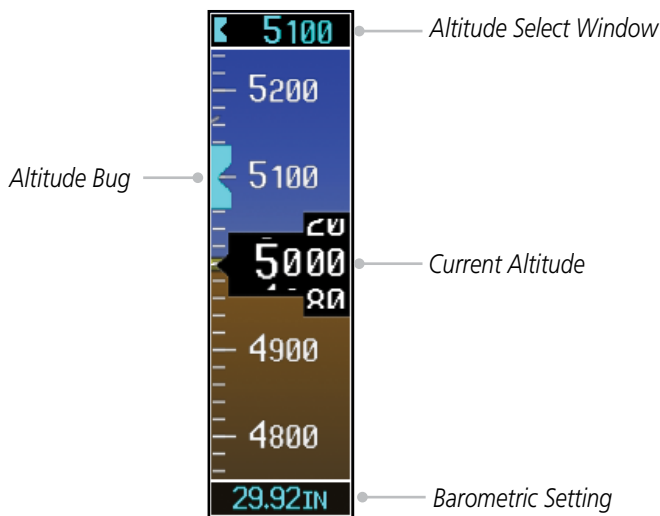 5100
Altitude Select Window
5200
Altitude Bug
5100
20
5000
Current Altitude
80
4900
4800
29.92IN
Barometric Setting